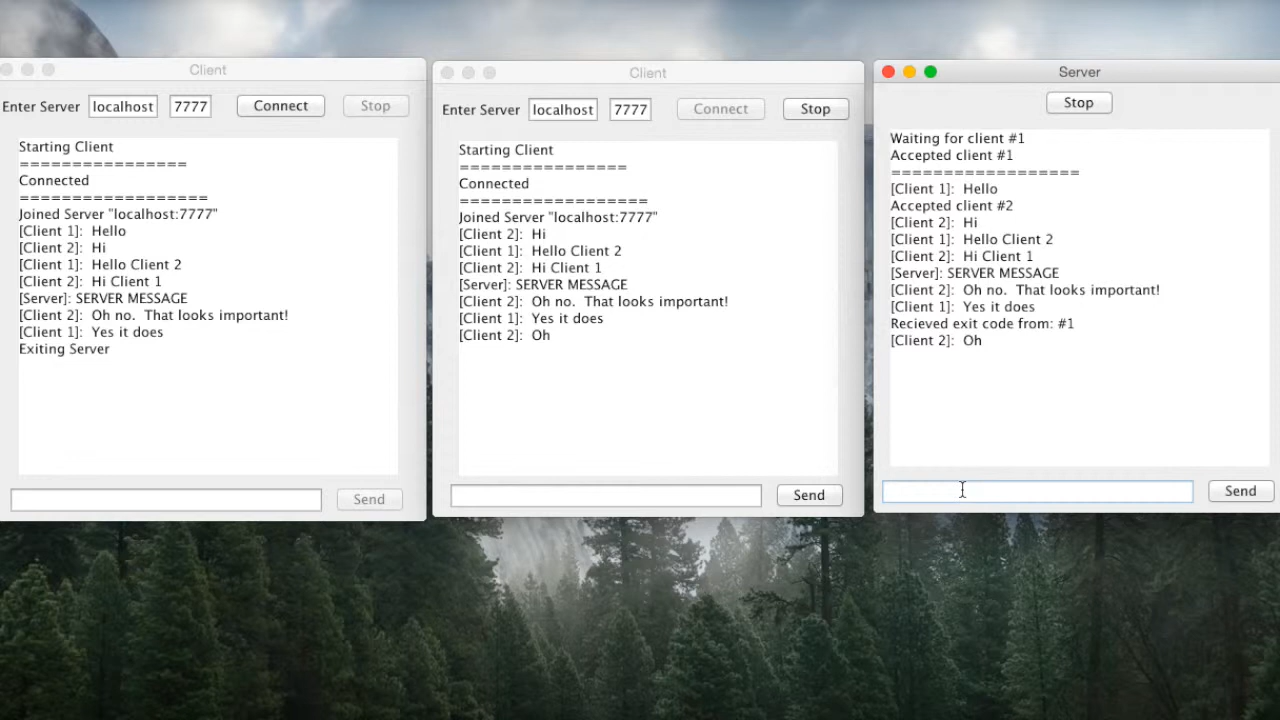 Client
Enter Server localhost 7777 Connect Stop
Starting Client
================
Connected
==================
Joined Server "localhost:7777"
[Client 1]: Hello
[Client 2]: Hi
[Client 1]: Hello Client 2
[Client 2]: Hi Client 1
[Server]: SERVER MESSAGE
[Client 2]: Oh no. That looks important!
[Client 1]: Yes it does
Exiting Server
Send
Client
Enter Server localhost 7777 Connect Stop
Starting Client
================
Connected
==================
Joined Server "localhost:7777"
[Client 2]: Hi
[Client 1]: Hello Client 2
[Client 2]: Hi Client 1
[Server]: SERVER MESSAGE
[Client 2]: Oh no. That looks important!
[Client 1]: Yes it does
[Client 2]: Oh
Send
Server
Stop
Waiting for client #1
Accepted client #1
==================
[Client 1]: Hello
Accepted client #2
[Client 2]: Hi
[Client 1]: Hello Client 2
[Client 2]: Hi Client 1
[Server]: SERVER MESSAGE
[Client 2]: Oh no. That looks important!
[Client 1]: Yes it does
Recieved exit code from: #1
[Client 2]: Oh
Send